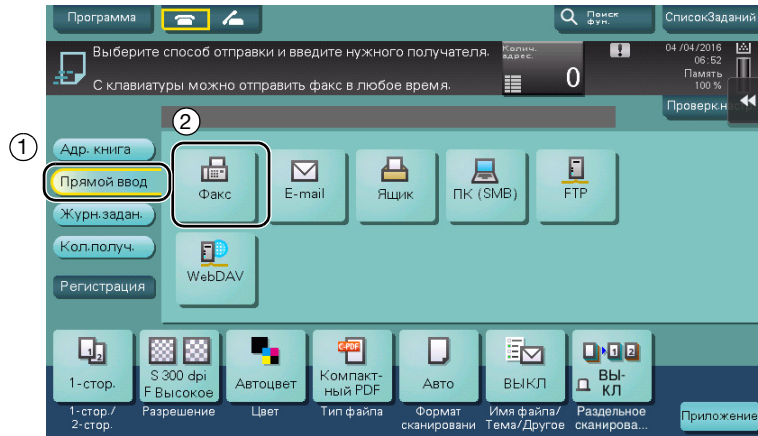 Программа
Поиск
фун.
СписокЗаданий
Выберите способ отправки и введите нужного получателя.
С клавиатуры можно отправить факс в любое время.
Колич.
адрес.
0
04/04/2016
06:52
Память
100 %
Проверк.н
1
2
Адр. книга
Прямой ввод
Журн.задан.
Кол.получ.
Регистрация
Факс
E-mail
Ящик
ПК (SMB)
FTP
WebDAV
1-стор.
S 300 dpi
F Высокое
Автоцвет
C-PDF
Компакт-
ный PDF
Авто
ВЫКЛ
1 2
ВЫ-
КЛ
1-стор./
2-стор.
Разрешение
Цвет
Тип файла
Формат
сканировани
Имя файла/
Тема/Другое
Раздельное
сканирова...
Приложение